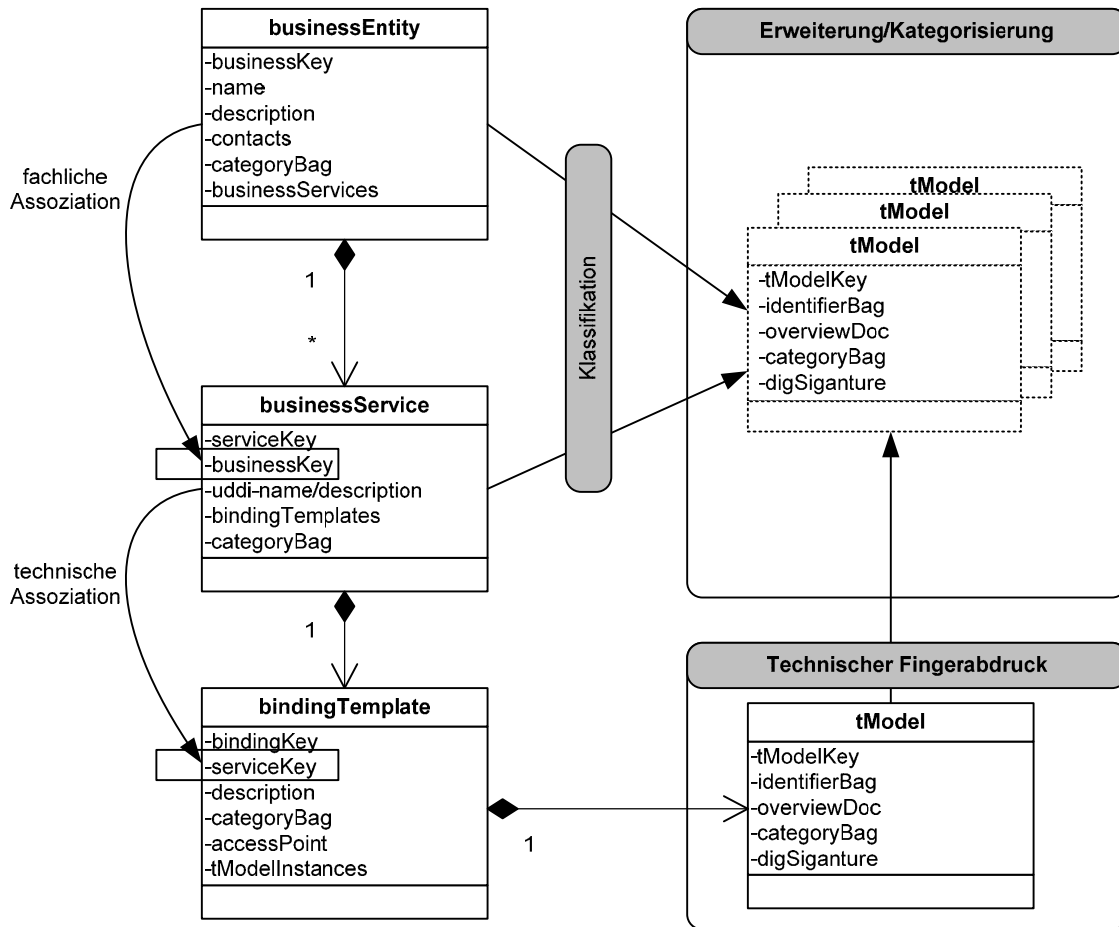 businessEntity
-businessKey
-name
-description
-contacts
-categoryBag
-businessServices
fachliche
Assoziation
1
*
businessService
-serviceKey
-businessKey
-uddi-name/description
-bindingTemplates
-categoryBag
technische
Assoziation
1
bindingTemplate
-bindingKey
-serviceKey
-description
-categoryBag
-accessPoint
-tModelInstances
1
Klassifikation
Erweiterung/Kategorisierung
tModel
tModel
tModel
-tModelKey
-identifierBag
-overviewDoc
-categoryBag
-digSiganture
Technischer Fingerabdruck
tModel
-tModelKey
-identifierBag
-overviewDoc
-categoryBag
-digSiganture